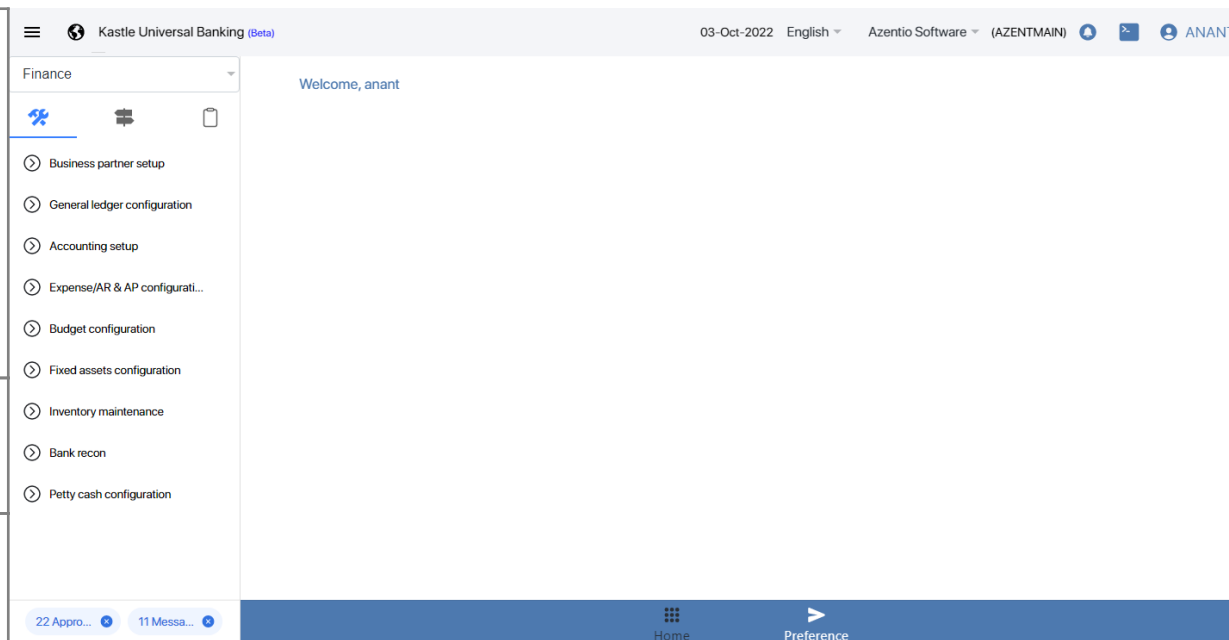 Kastle Universal Banking (Beta)
03-Oct-2022 English Azentio Software (AZENTMAIN) ANANT
Finance
Welcome, anant
Business partner setup
General ledger configuration
Accounting setup
Expense/AR & AP configurati...
Budget configuration
Fixed assets configuration
Inventory maintenance
Bank recon
Petty cash configuration
22 Appro... 11 Messa...
Home Preference